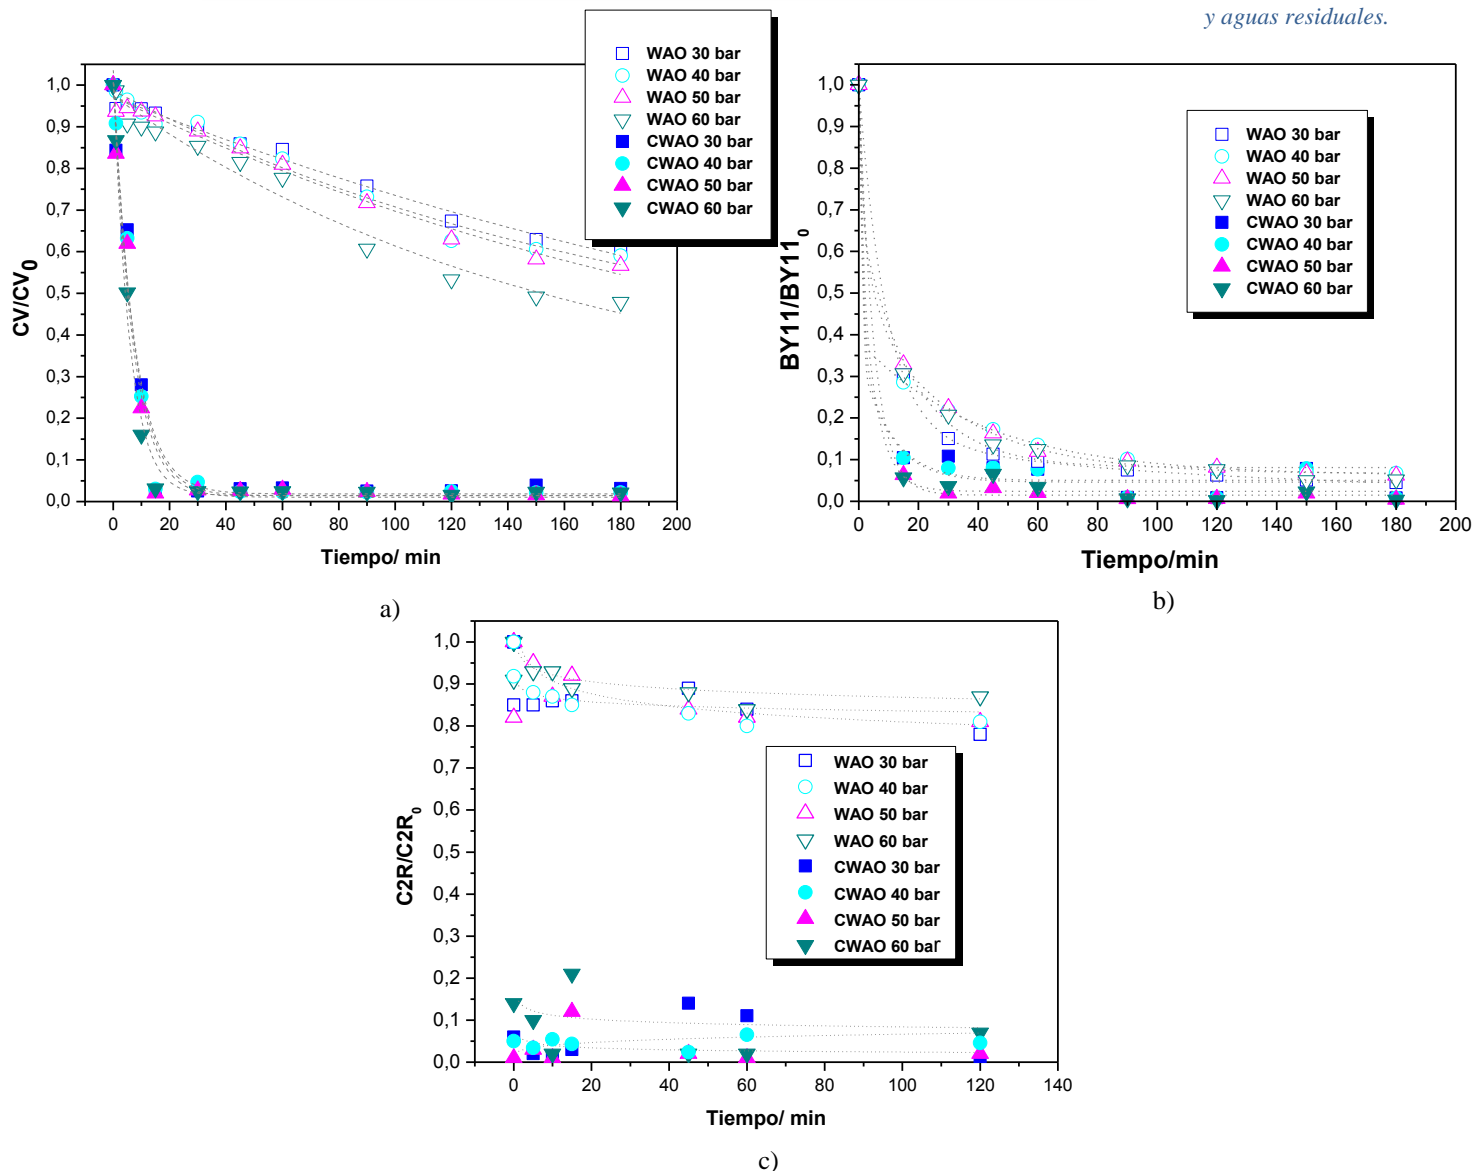 y aguas residuales.
WAO 30 bar
WAO 40 bar
WAO 50 bar
WAO 60 bar
CWAO 30 bar
CWAO 40 bar
CWAO 50 bar
CWAO 60 bar
1,0
0,9
0,8
0,7
0,6
0,5
0,4
0,3
0,2
0,1
0,0
CV/CV0
0 20 40 60 80 100 120 140 160 180 200
Tiempo/ min
a)
WAO 30 bar
WAO 40 bar
WAO 50 bar
WAO 60 bar
CWAO 30 bar
CWAO 40 bar
CWAO 50 bar
CWAO 60 bar
1,0
0,9
0,8
0,7
0,6
0,5
0,4
0,3
0,2
0,1
0,0
BY11/BY110
0 20 40 60 80 100 120 140 160 180 200
Tiempo/min
b)
1,0
0,9
0,8
0,7
0,6
0,5
0,4
0,3
0,2
0,1
0,0
C2R/C2R0
WAO 30 bar
WAO 40 bar
WAO 50 bar
WAO 60 bar
CWAO 30 bar
CWAO 40 bar
CWAO 50 bar
CWAO 60 bar
0 20 40 60 80 100 120 140
Tiempo/ min
c)